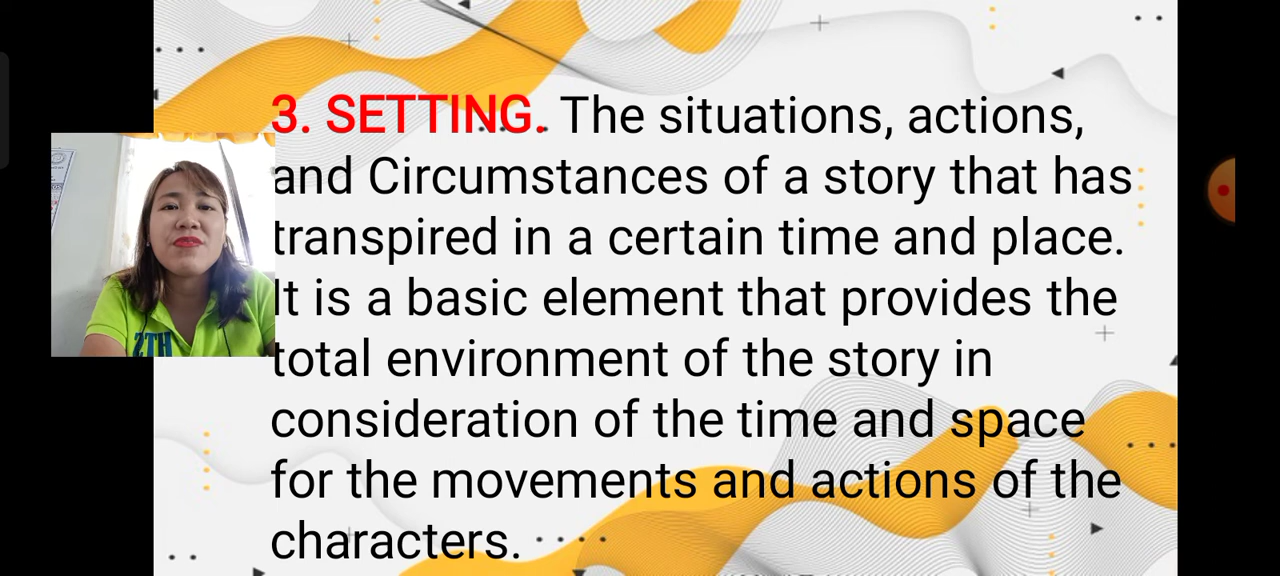 3. SETTING. The situations, actions,
and Circumstances of a story that has
transpired in a certain time and place.
It is a basic element that provides the
total environment of the story in
consideration of the time and space
for the movements and actions of the
characters.